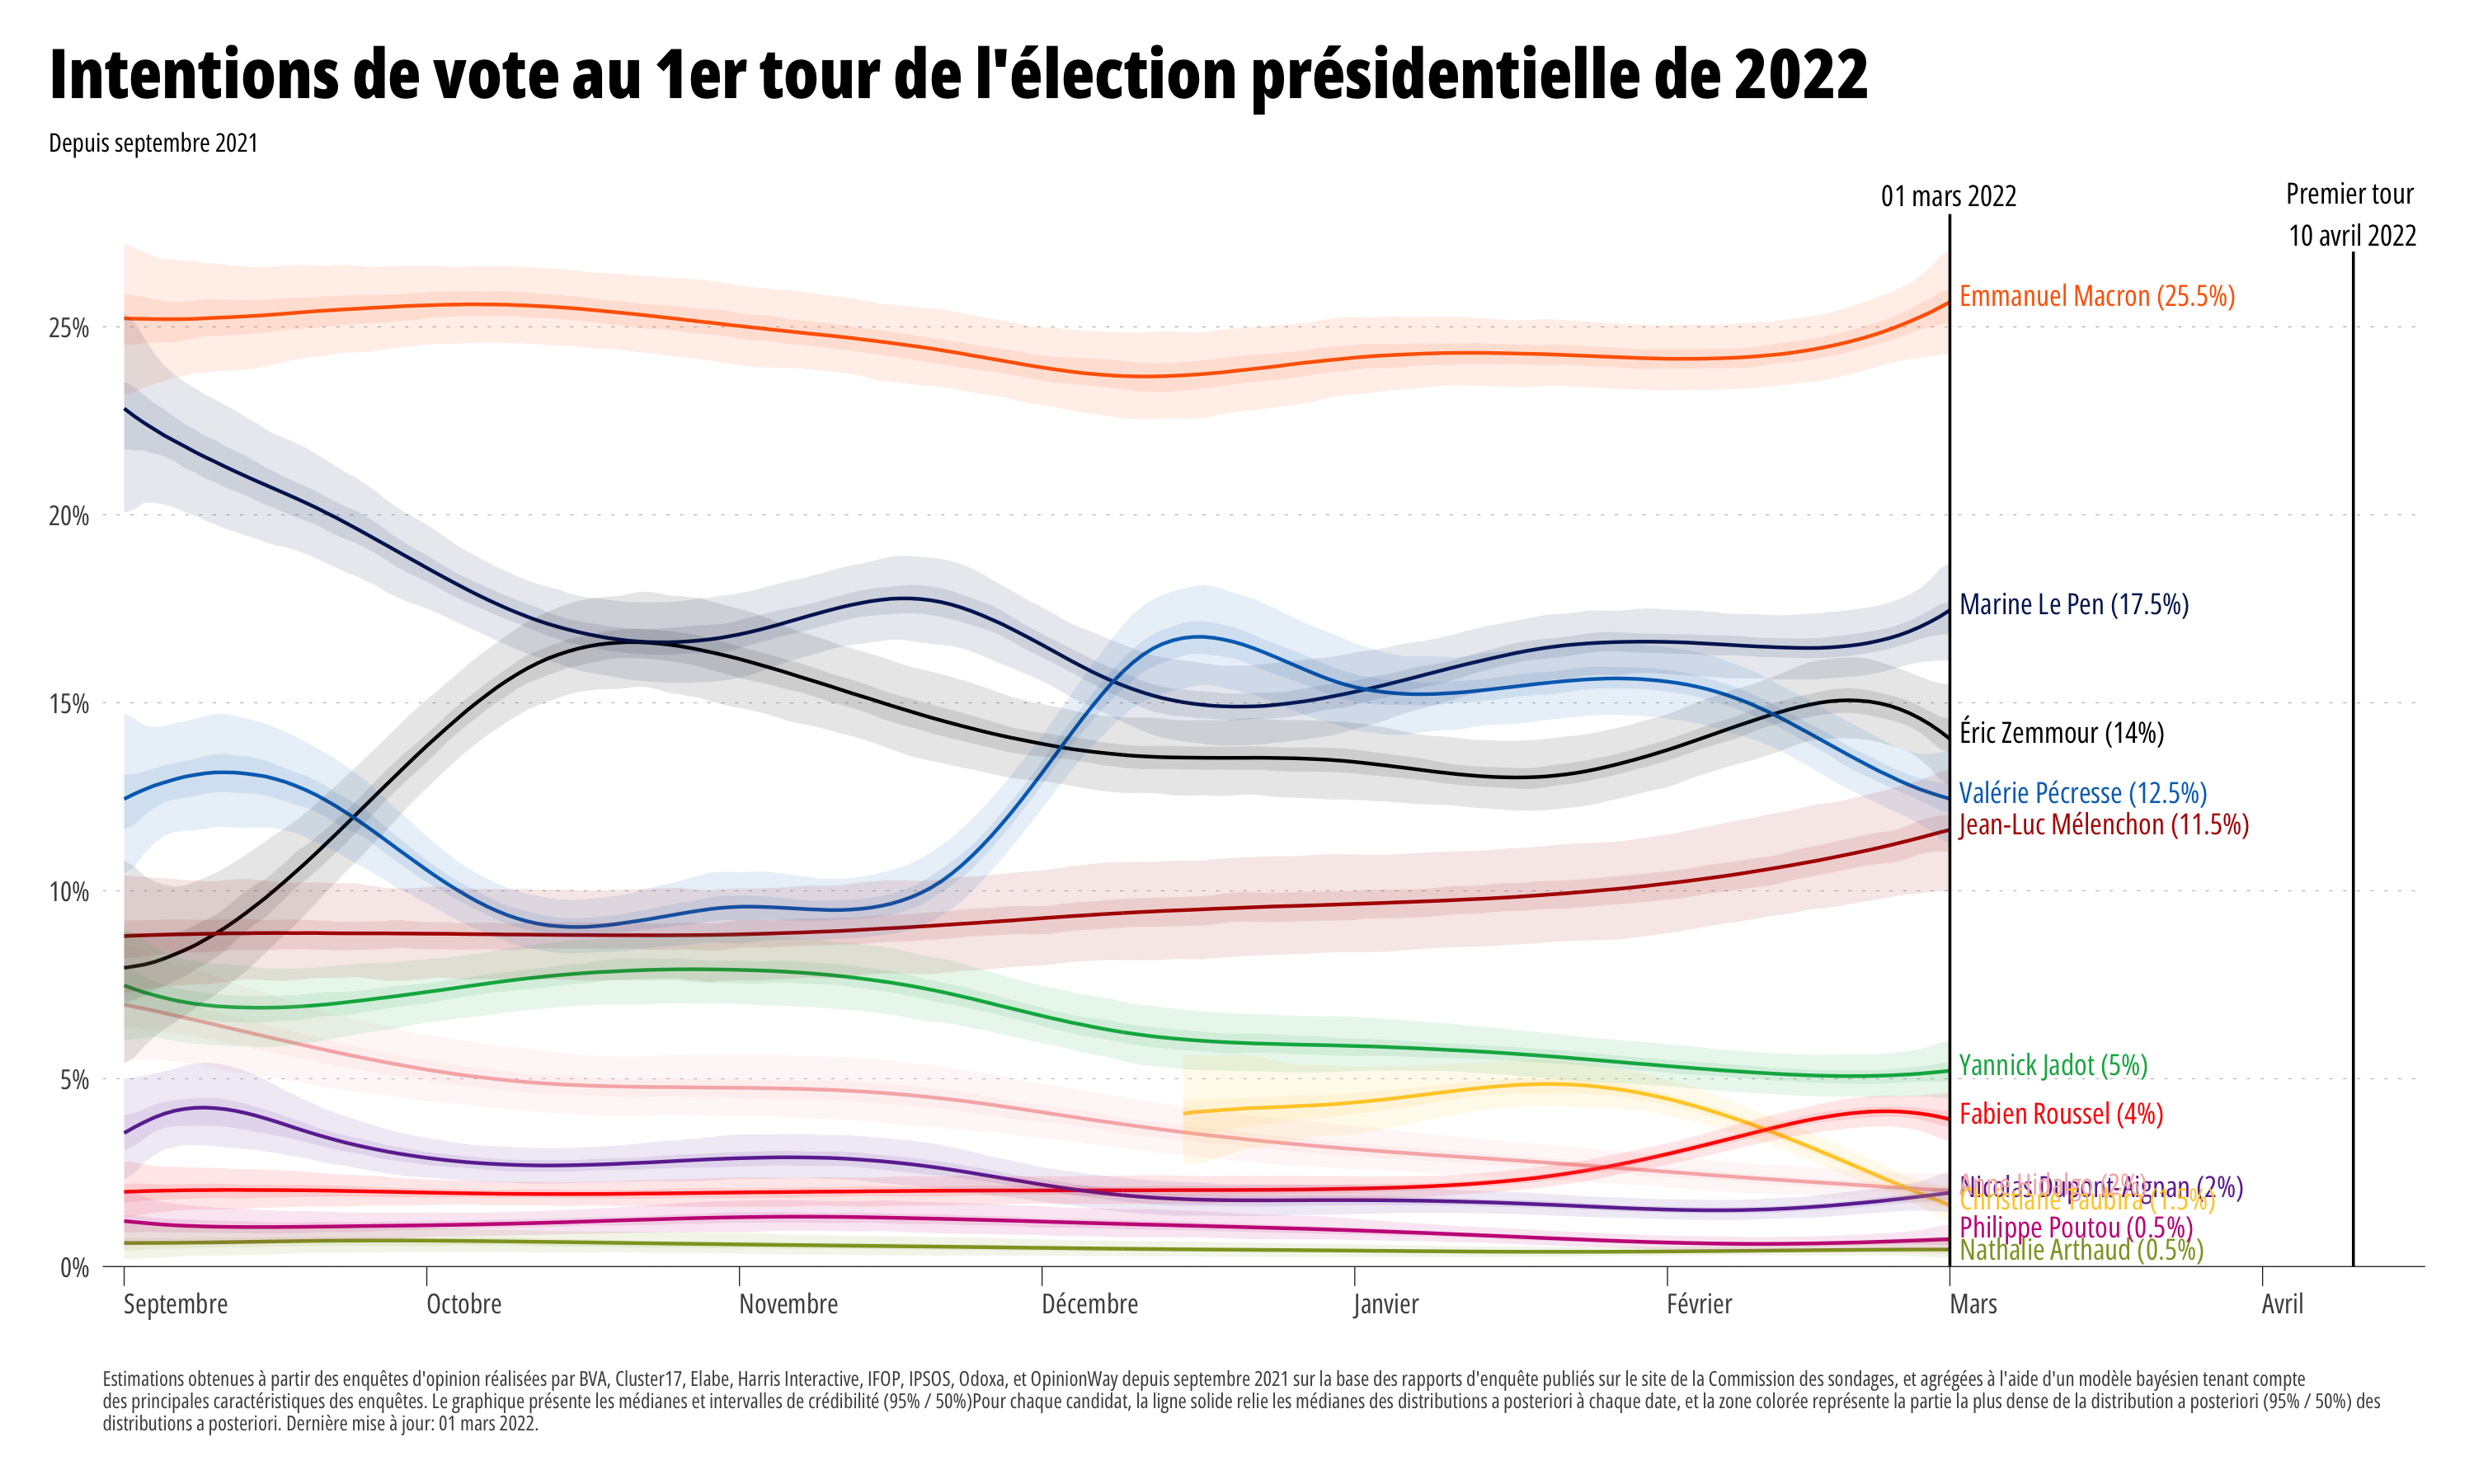 Intentions de vote au 1er tour de l'élection présidentielle de 2022
Depuis septembre 2021
01 mars 2022
Premier tour
10 avril 2022
25%
20%
15%
10%
5%
0%
Emmanuel Macron (25.5%)
Marine Le Pen (17.5%)
Éric Zemmour (14%)
Valérie Pécresse (12.5%)
Jean-Luc Mélenchon (11.5%)
Yannick Jadot (5%)
Fabien Roussel (4%)
Anne Hidalgo (2%)
Nicolas Dupont-Aignan (2%)
Christiane Taubira (1.5%)
Philippe Poutou (0.5%)
Nathalie Arthaud (0.5%)
Septembre
Octobre
Novembre
Décembre
Janvier
Février
Mars
Avril
Estimations obtenues à partir des enquêtes d'opinion réalisées par BVA, Cluster17, Elabe, Harris Interactive, IFOP, IPSOS, Odoxa, et OpinionWay depuis septembre 2021 sur la base des rapports d'enquête publiés sur le site de la Commission des sondages, et agrégées à l'aide d'un modèle bayésien tenant compte
des principales caractéristiques des enquêtes. Le graphique présente les médianes et intervalles de crédibilité (95% / 50%)Pour chaque candidat, la ligne solide relie les médianes des distributions a posteriori à chaque date, et la zone colorée représente la partie la plus dense de la distribution a posteriori (95% / 50%) des
distributions a posteriori. Dernière mise à jour: 01 mars 2022.